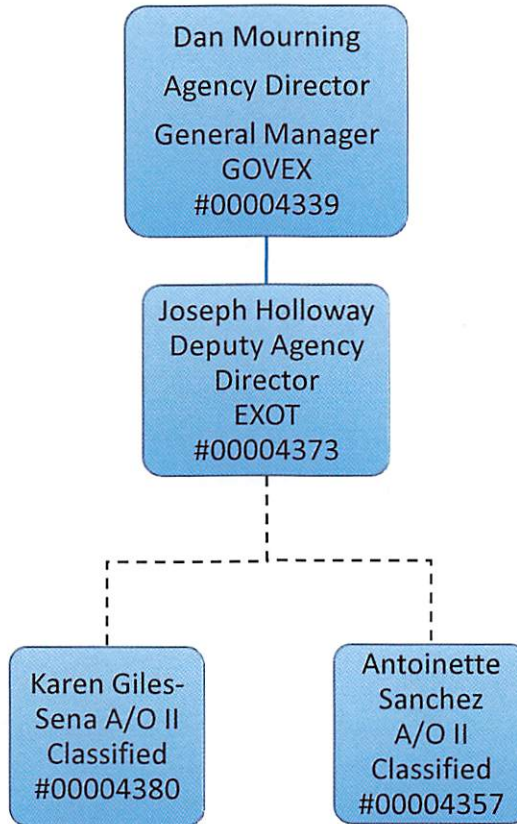 Dan Mourning
Agency Director
General Manager
GOVEX
#00004339
Joseph Holloway
Deputy Agency
Director
EXOT
#00004373
Karen Giles-
Sena A/O II
Classified
#00004380
Antoinette
Sanchez
A/O II
Classified
#00004357